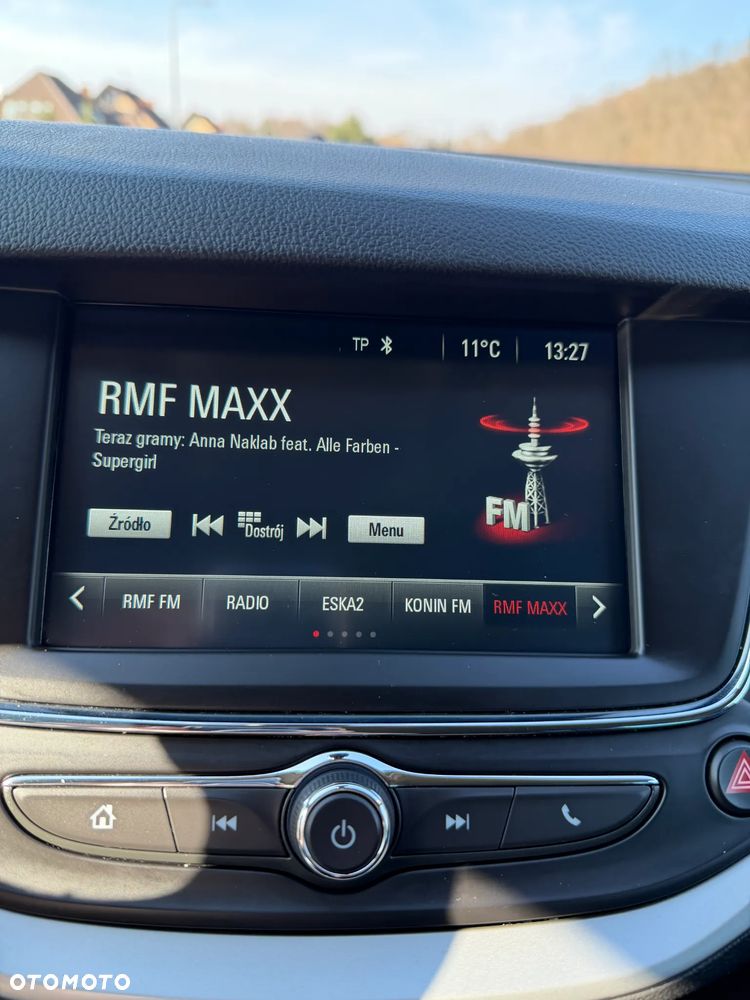 TP 11°C 13:27
RMF MAXX
Teraz gramy: Anna Naklab feat. Alle Farben -
Supergirl
FM
Źródło Dostrój Menu
RMF FM RADIO ESKA2 KONIN FM RMF MAXX
OTOMOTO